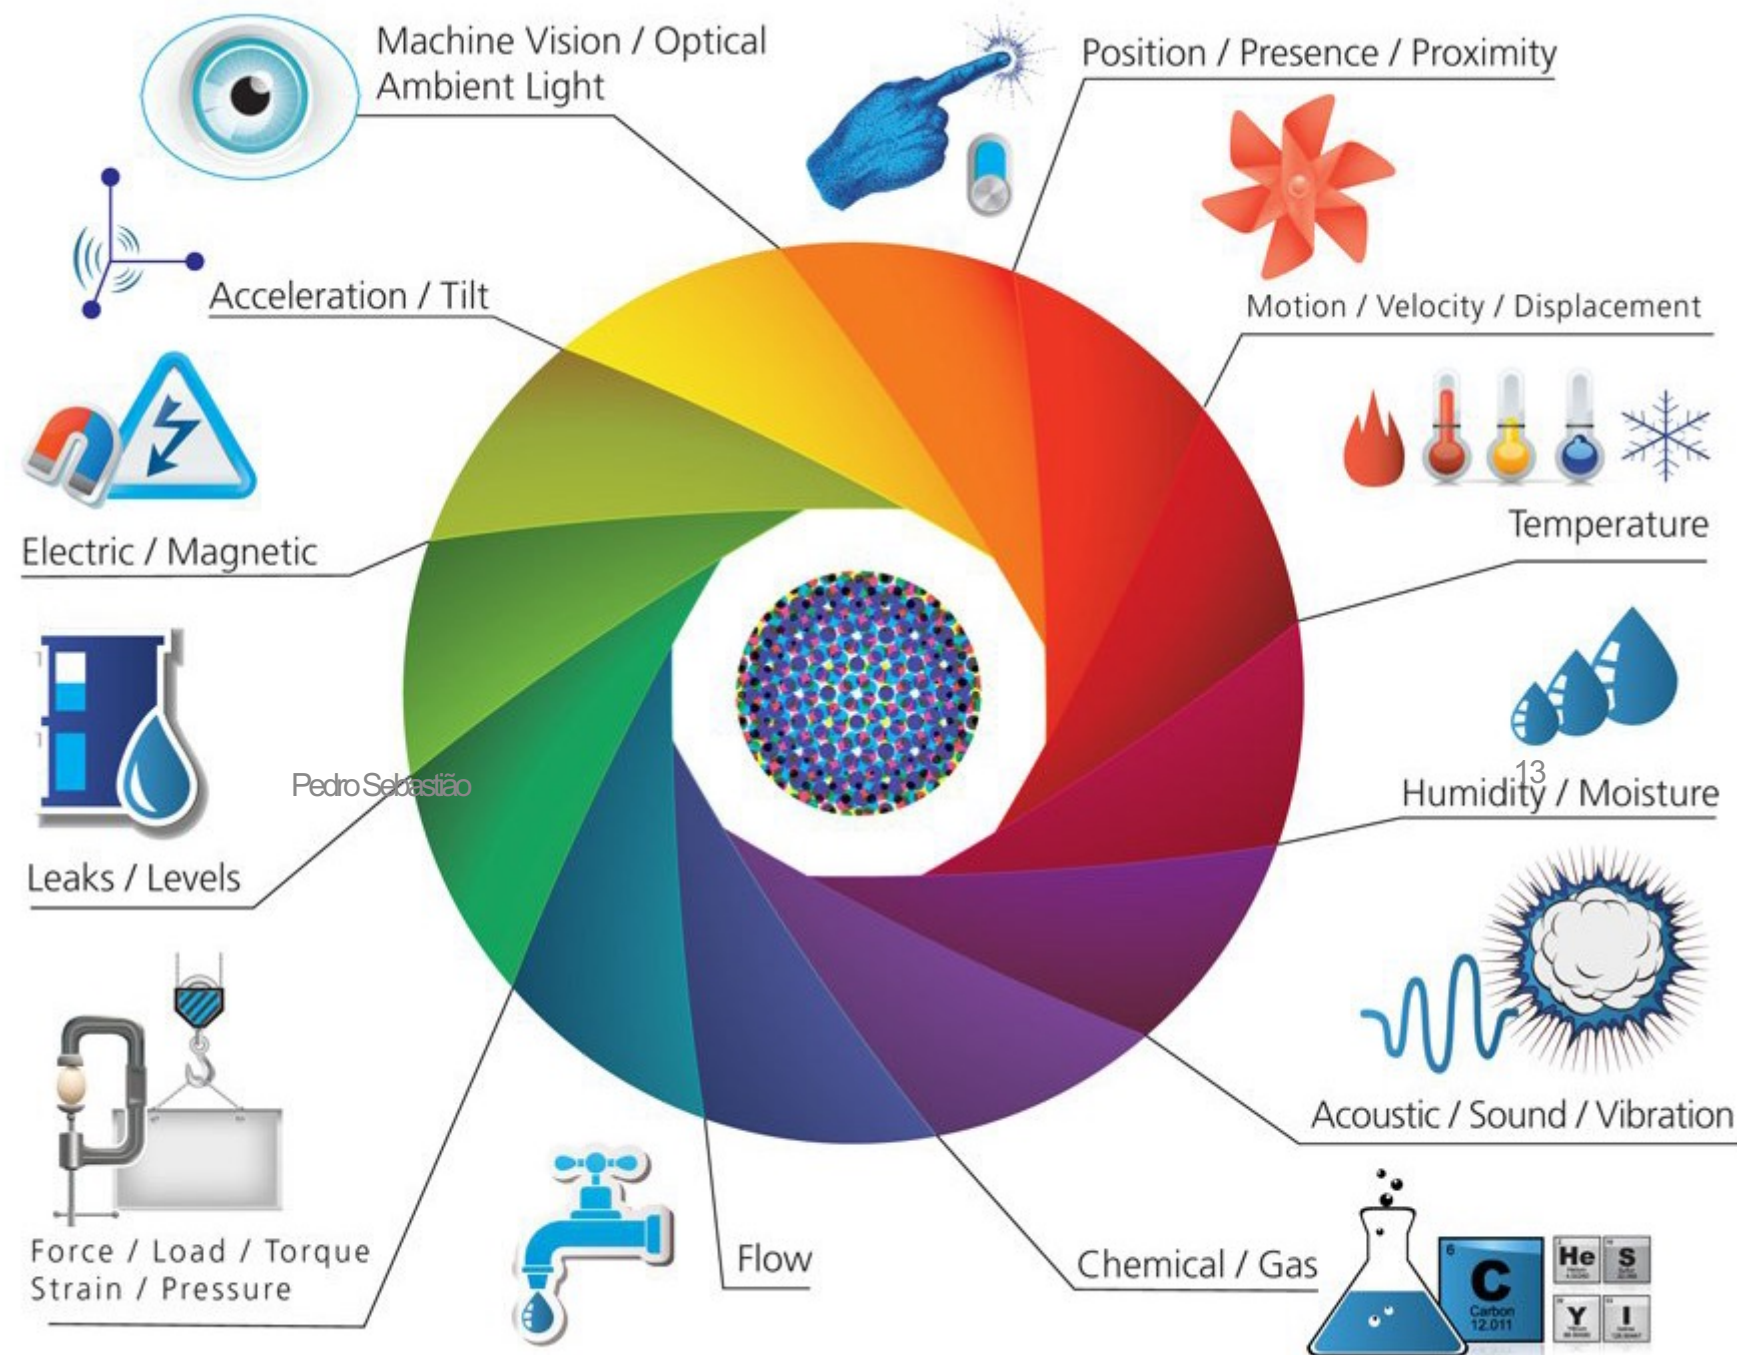 Machine Vision / Optical
Ambient Light
Position / Presence / Proximity
Acceleration / Tilt
Motion / Velocity / Displacement
Electric / Magnetic
Temperature
Pedro Sebastião
13
Humidity / Moisture
Leaks / Levels
Acoustic / Sound / Vibration
Force / Load / Torque
Strain / Pressure
Flow
Chemical / Gas
6
C
Carbon
12.011
He
S
Y
I